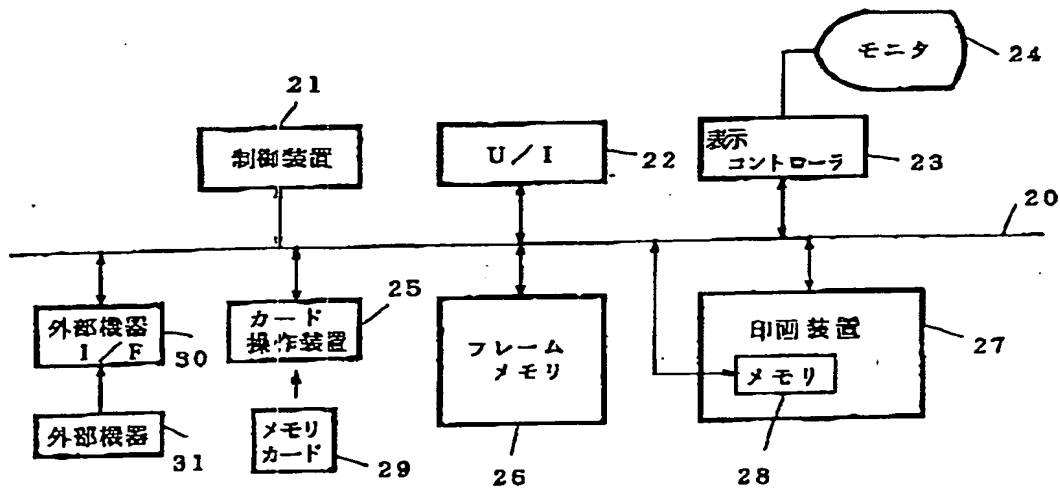 モニタ
24
21
制御装置
U/I
22
表示
コントローラ
23
20
外部機器
I F
30
カード
操作装置
25
フレーム
メモリ
26
印画装置
メモリ
27
28
外部機器
31
メモリ
カード
29